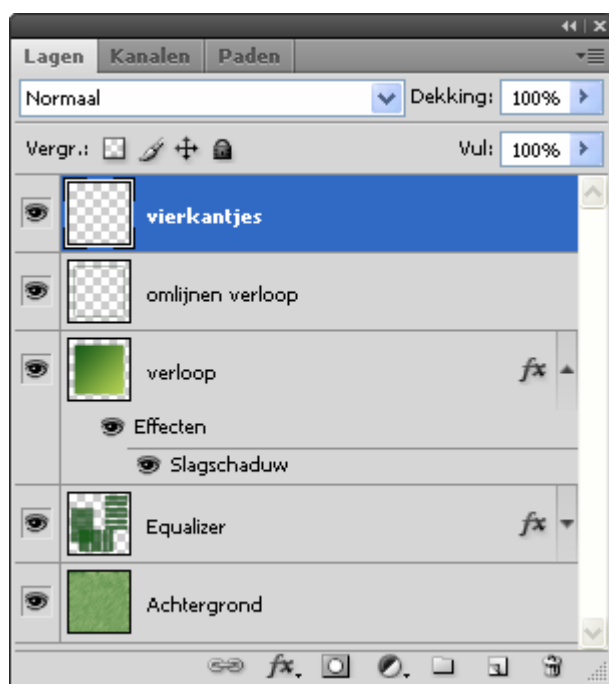 Lagen Kanalen Paden
Normaal Dekking: 100%
Vergr.: Vul: 100%
vierkantjes
omlijnen verloop
verloop fx
Effecten
Slagschaduw
Equalizer fx
Achtergrond
fx.